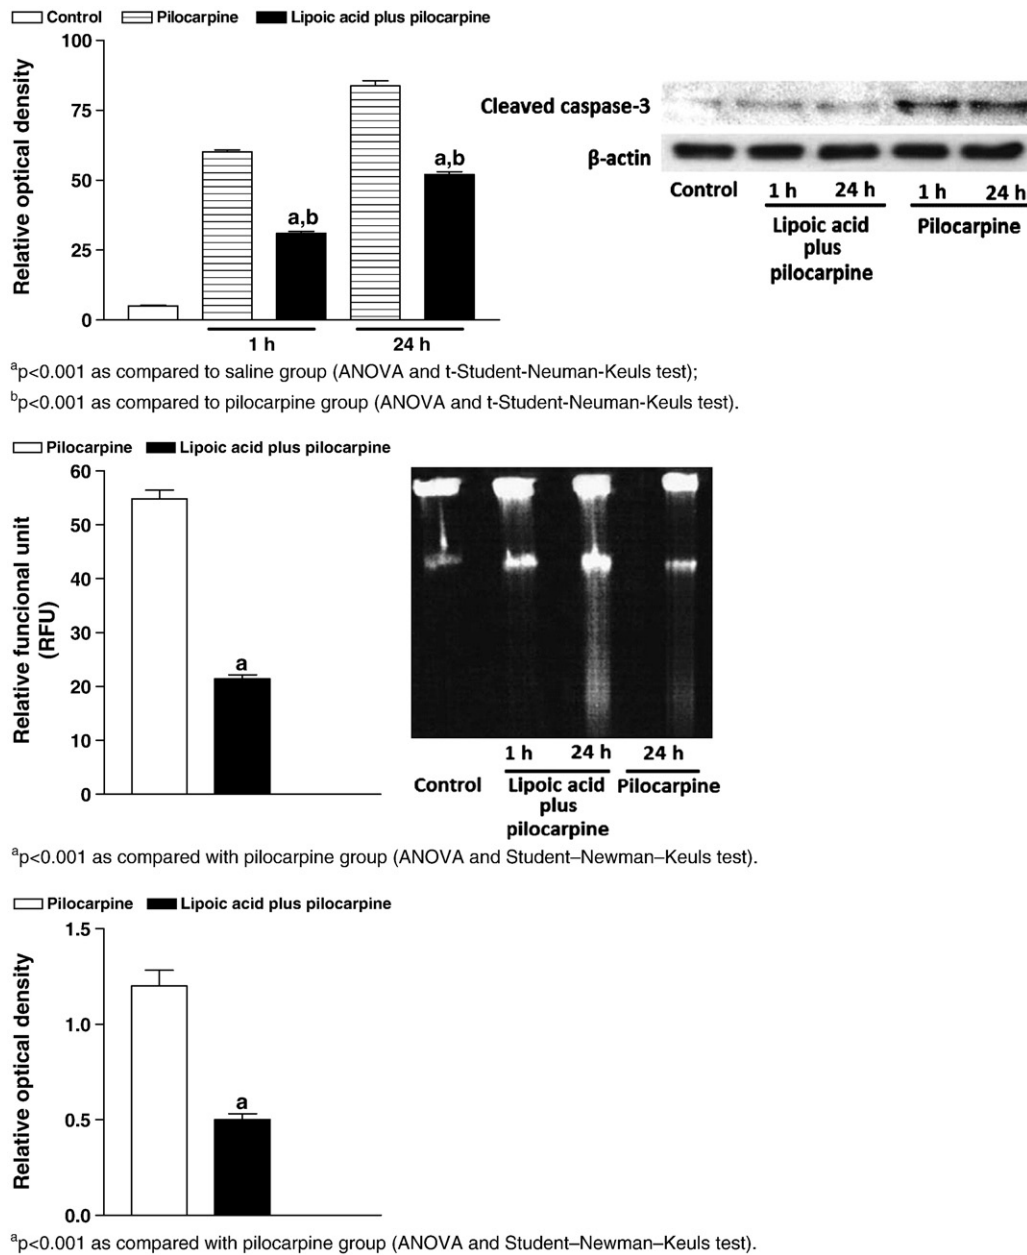 Control Pilocarpine Lipoic acid plus pilocarpine
Relative optical density
100
75
50
25
0
a,b
a,b
1 h
24 h
Cleaved caspase-3
β-actin
Control
1 h 24 h
1 h 24 h
Lipoic acid
plus
pilocarpine
Pilocarpine
ᵃp<0.001 as compared to saline group (ANOVA and t-Student-Neuman-Keuls test);
ᵇp<0.001 as compared to pilocarpine group (ANOVA and t-Student-Neuman-Keuls test).
Pilocarpine Lipoic acid plus pilocarpine
Relative funcional unit
(RFU)
60
50
40
30
20
10
0
a
1 h 24 h 24 h
Control
Lipoic acid
plus
pilocarpine
Pilocarpine
ᵃp<0.001 as compared with pilocarpine group (ANOVA and Student–Newman–Keuls test).
Pilocarpine Lipoic acid plus pilocarpine
Relative optical density
1.5
1.0
0.5
0.0
a
ᵃp<0.001 as compared with pilocarpine group (ANOVA and Student–Newman–Keuls test).